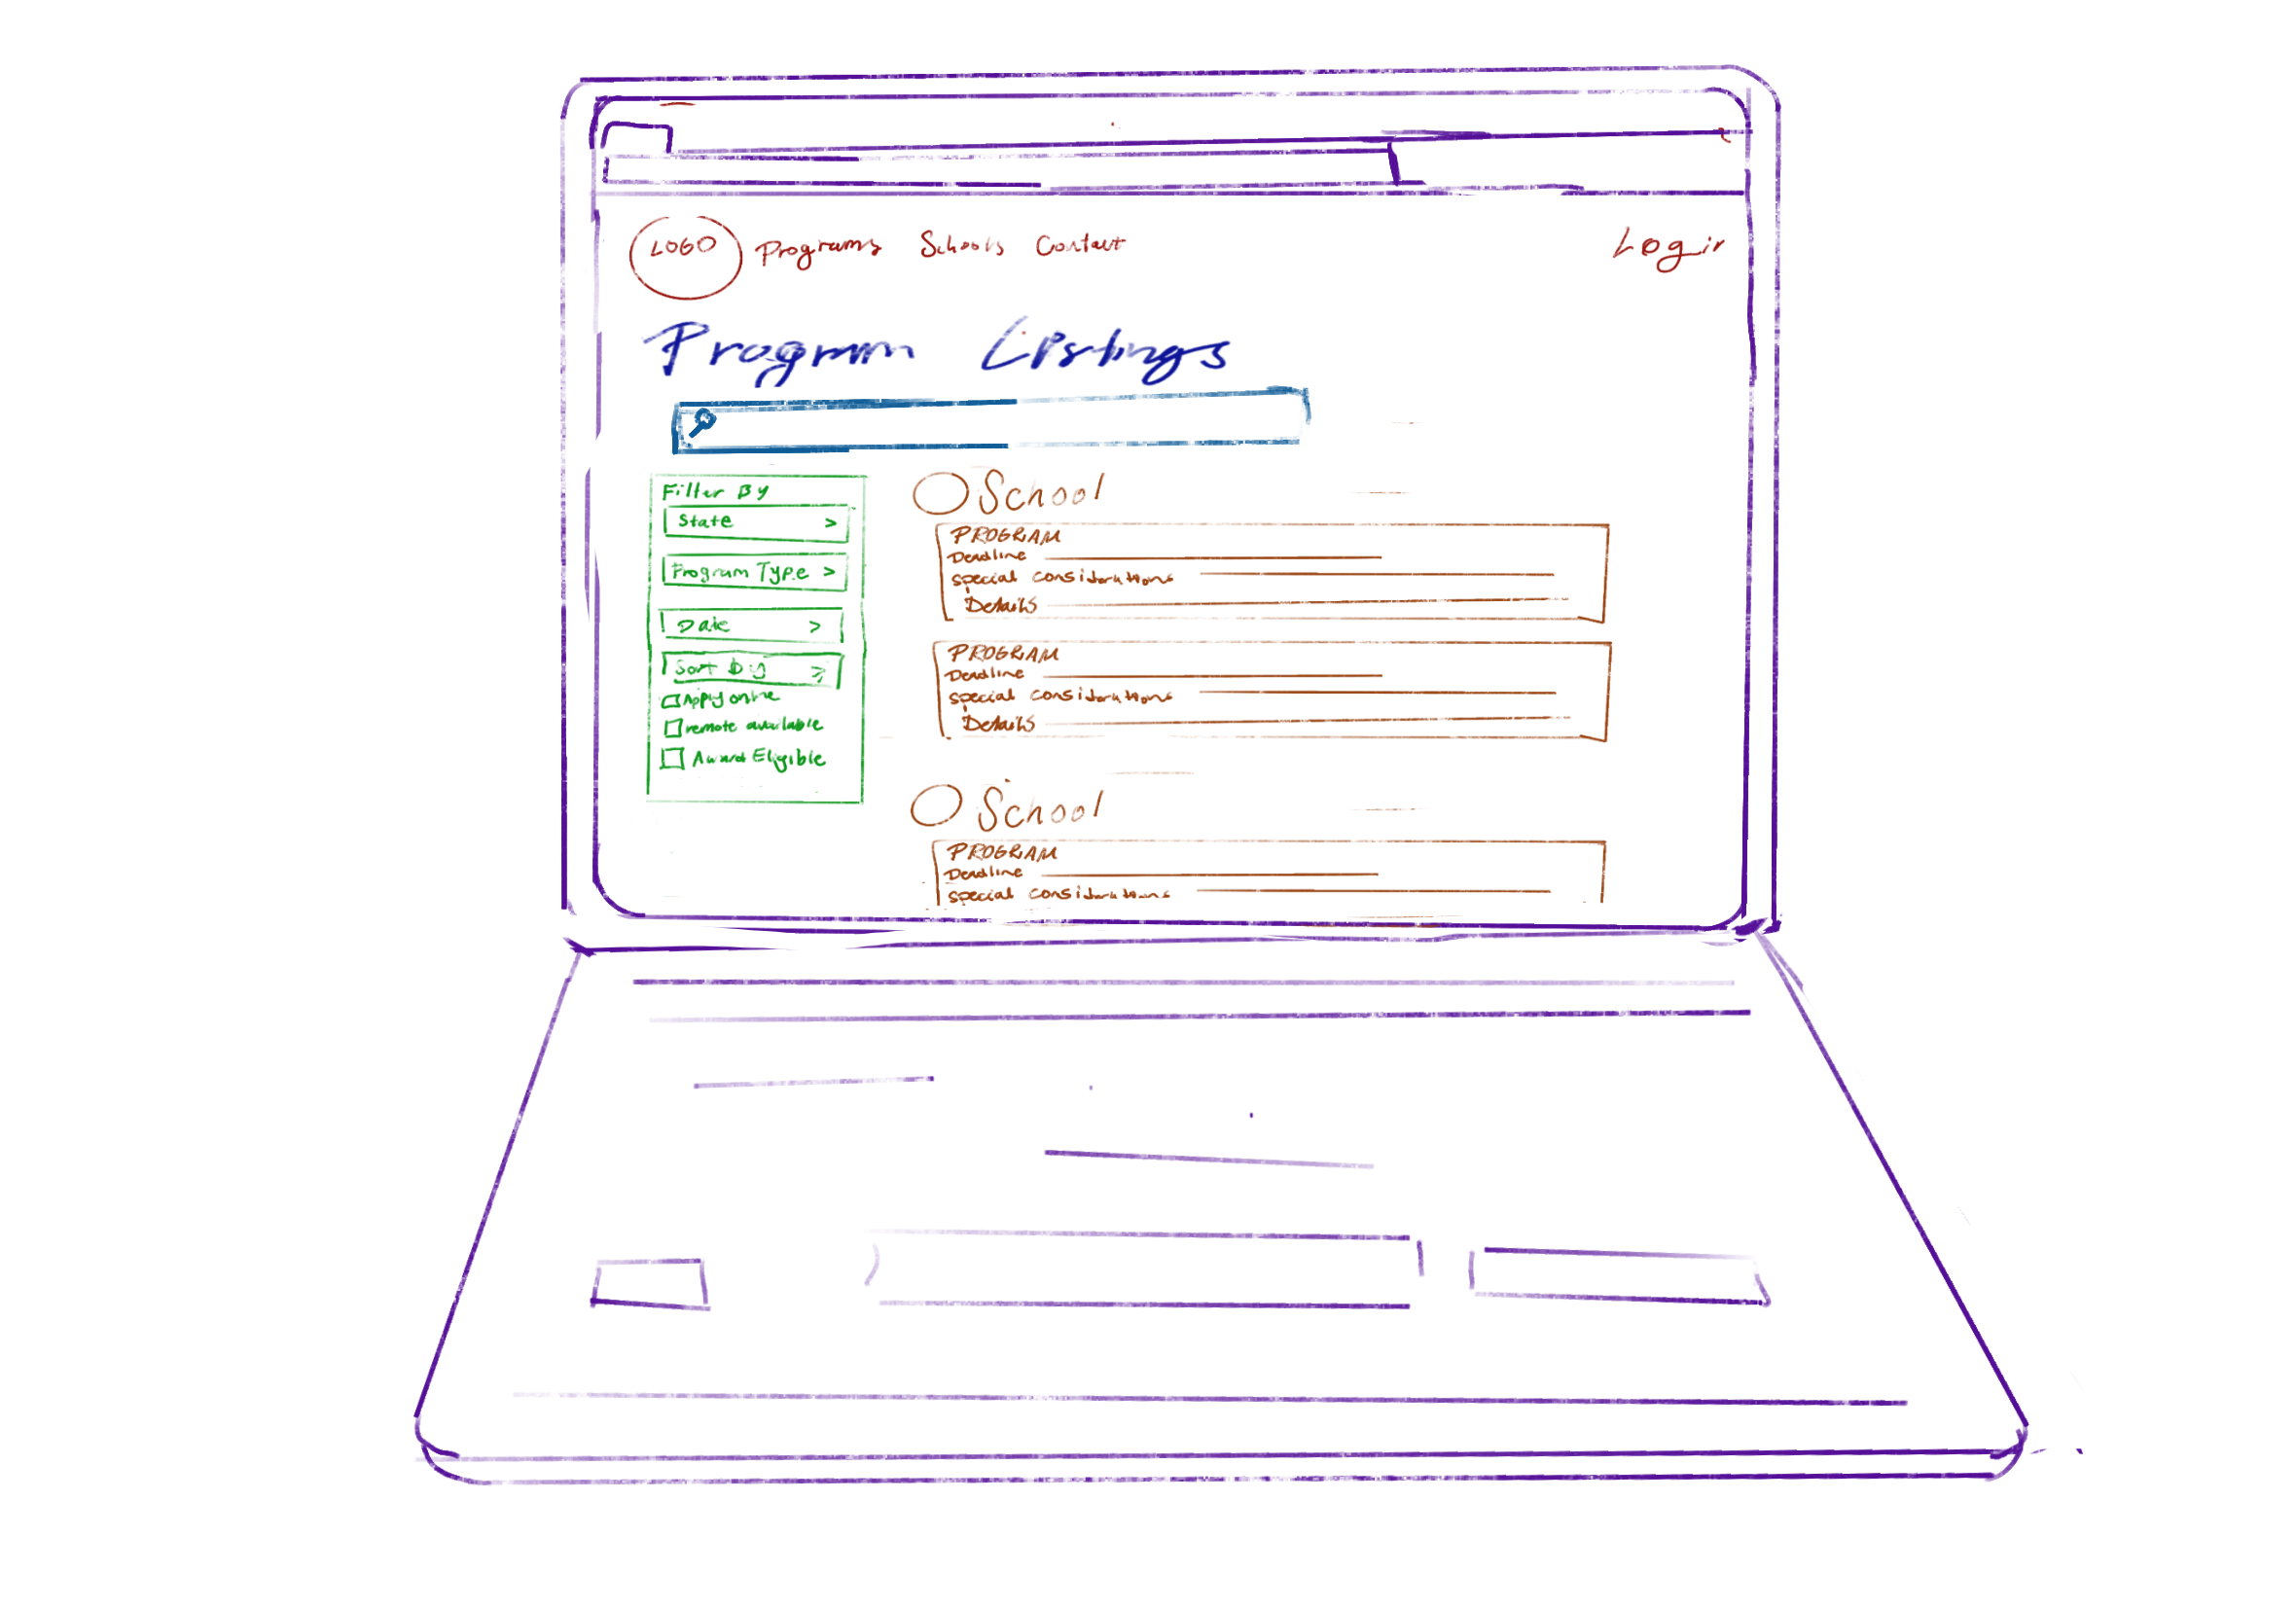 LOGO Programs Schools Contact Login
Program Listings
Filter By
State >
Program Type >
Date >
Sort By >
Apply online
remote available
Award Eligible
School
PROGRAM
Deadline
special considerations
Details
PROGRAM
Deadline
special considerations
Details
School
PROGRAM
Deadline
special considerations